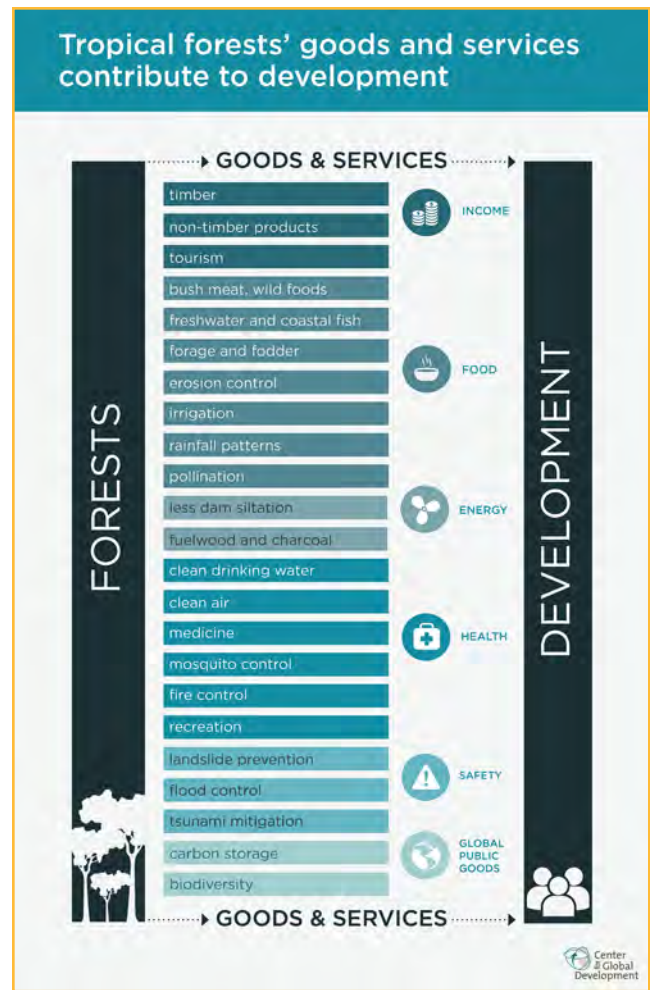 Tropical forests' goods and services
contribute to development
GOODS & SERVICES
FORESTS
timber
non-timber products
tourism
INCOME
bush meat, wild foods
freshwater and coastal fish
forage and fodder
erosion control
irrigation
rainfall patterns
pollination
FOOD
less dam siltation
fuelwood and charcoal
ENERGY
clean drinking water
clean air
medicine
mosquito control
fire control
recreation
HEALTH
landslide prevention
flood control
tsunami mitigation
SAFETY
carbon storage
biodiversity
GLOBAL
PUBLIC
GOODS
DEVELOPMENT
GOODS & SERVICES
Center
for Global
Development